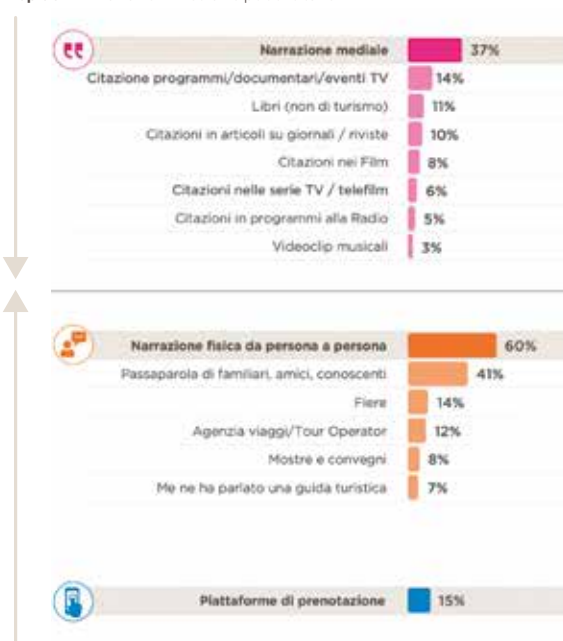 Narrazione mediale 37%
Citazione programmi/documentari/eventi TV 14%
Libri (non di turismo) 11%
Citazioni in articoli su giornali / riviste 10%
Citazioni nei Film 8%
Citazioni nelle serie TV / telefilm 6%
Citazioni in programmi alla Radio 5%
Videoclip musicali 3%
Narrazione fisica da persona a persona 60%
Passaparola di familiari, amici, conoscenti 41%
Fiere 14%
Agenzia viaggi/Tour Operator 12%
Mostre e convegni 8%
Me ne ha parlato una guida turistica 7%
Piattaforme di prenotazione 15%